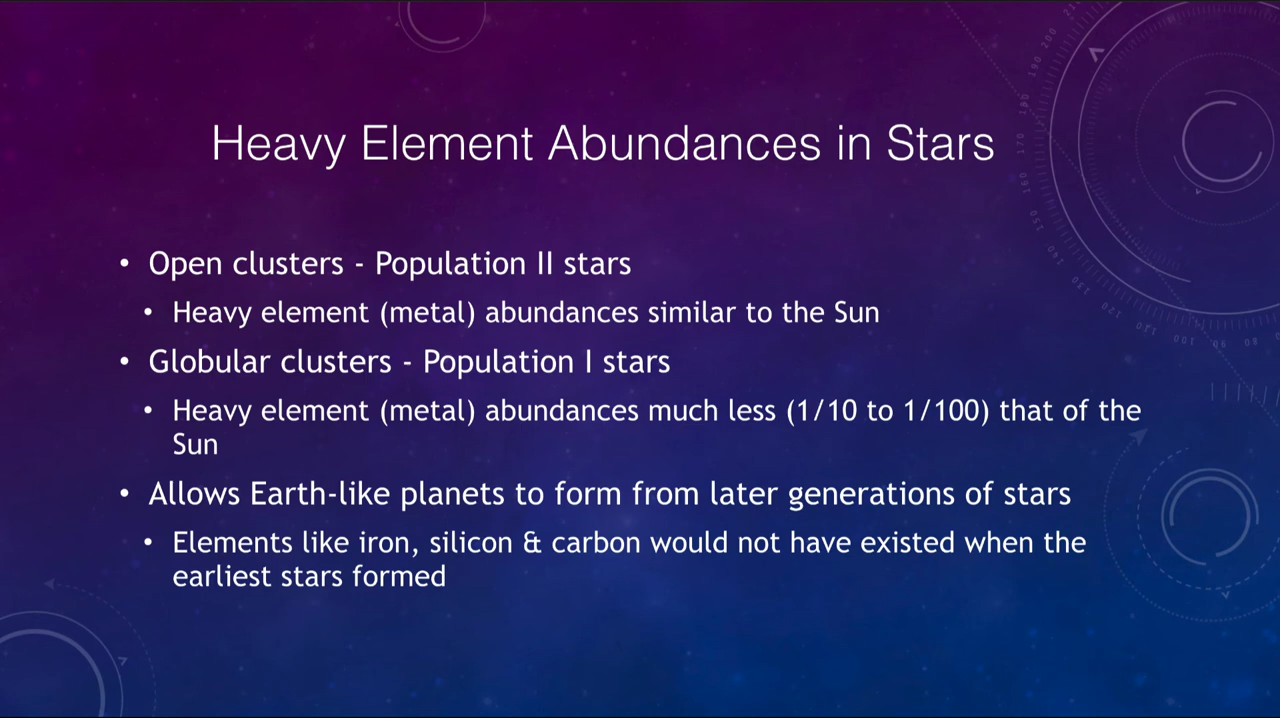 Heavy Element Abundances in Stars
• Open clusters - Population II stars
• Heavy element (metal) abundances similar to the Sun
• Globular clusters - Population I stars
• Heavy element (metal) abundances much less (1/10 to 1/100) that of the
Sun
• Allows Earth-like planets to form from later generations of stars
• Elements like iron, silicon & carbon would not have existed when the
earliest stars formed